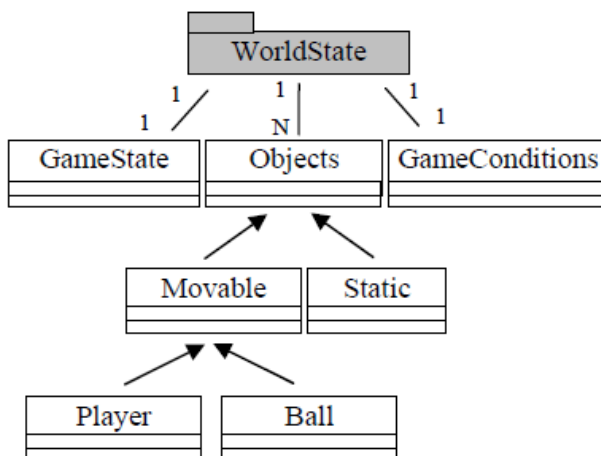 WorldState
1 1 1
1 N 1
GameState Objects GameConditions
Movable Static
Player Ball